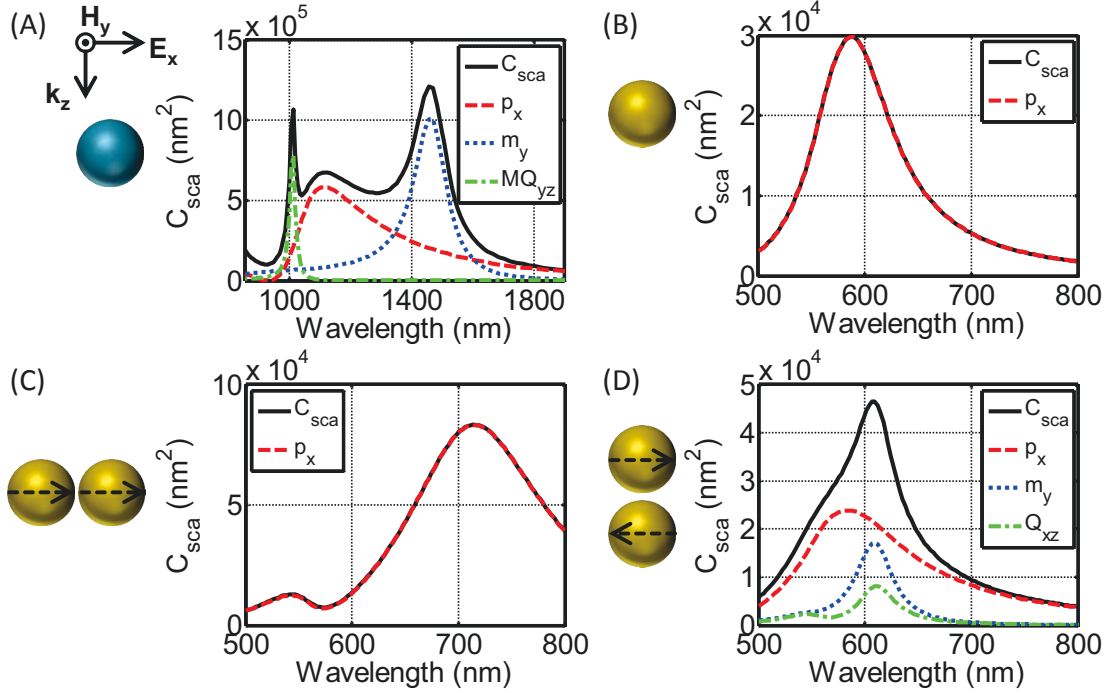 (A)
H_y
E_x
k_z
x 10^5
15
10
5
0
1000
1400
1800
C_sca (nm^2)
Wavelength (nm)
C_sca
p_x
m_y
MQ_yz
(B)
x 10^4
3
2
1
0
500
600
700
800
C_sca (nm^2)
Wavelength (nm)
C_sca
p_x
(C)
x 10^4
10
5
0
500
600
700
800
C_sca (nm^2)
Wavelength (nm)
C_sca
p_x
(D)
x 10^4
5
4
3
2
1
0
500
600
700
800
C_sca (nm^2)
Wavelength (nm)
C_sca
p_x
m_y
Q_xz